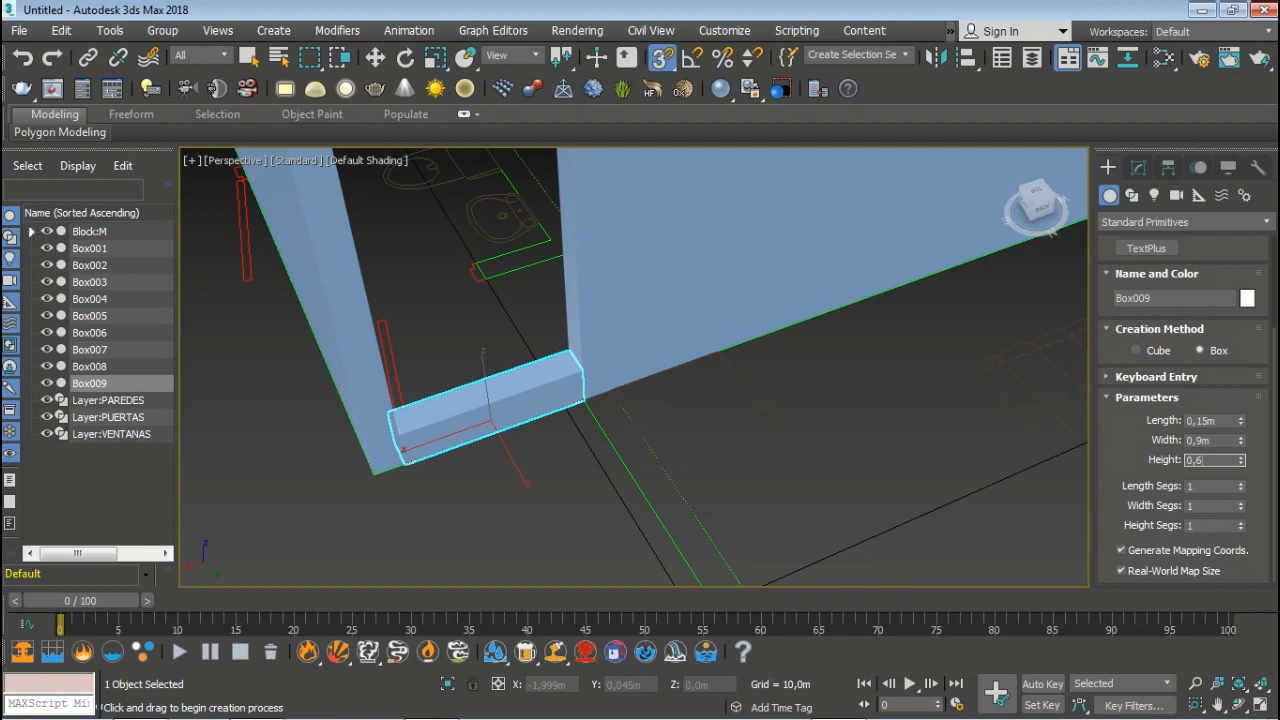 Untitled - Autodesk 3ds Max 2018
File Edit Tools Group Views Create Modifiers Animation Graph Editors Rendering Civil View Customize Scripting Content Sign In Workspaces: Default
All View Create Selection Se
Modeling Freeform Selection Object Paint Populate
Polygon Modeling
Select Display Edit
Name (Sorted Ascending)
Block:M
Box001
Box002
Box003
Box004
Box005
Box006
Box007
Box008
Box009
Layer:PAREDES
Layer:PUERTAS
Layer:VENTANAS
Default
[+] [Perspective] [Standard] [Default Shading]
Standard Primitives
TextPlus
Name and Color
Box009
Creation Method
Cube Box
Keyboard Entry
Parameters
Length: 0,15m
Width: 0,9m
Height: 0,6
Length Segs: 1
Width Segs: 1
Height Segs: 1
Generate Mapping Coords.
Real-World Map Size
0 / 100
0 5 10 15 20 25 30 35 40 45 50 55 60 65 70 75 80 85 90 95 100
1 Object Selected X: -1,999m Y: 0,045m Z: 0,0m Grid = 10,0m Auto Key Selected
MAXScript Mi Click and drag to begin creation process Add Time Tag 0 Set Key Key Filters...